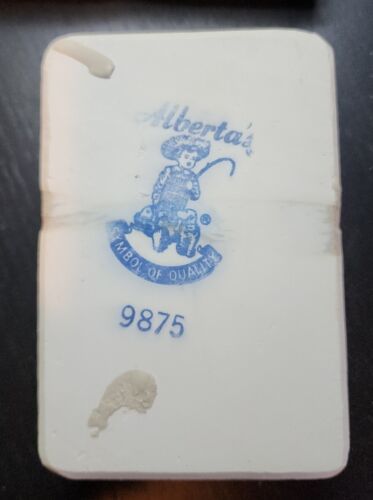 Alberta's
®
SYMBOL OF QUALITY
9875